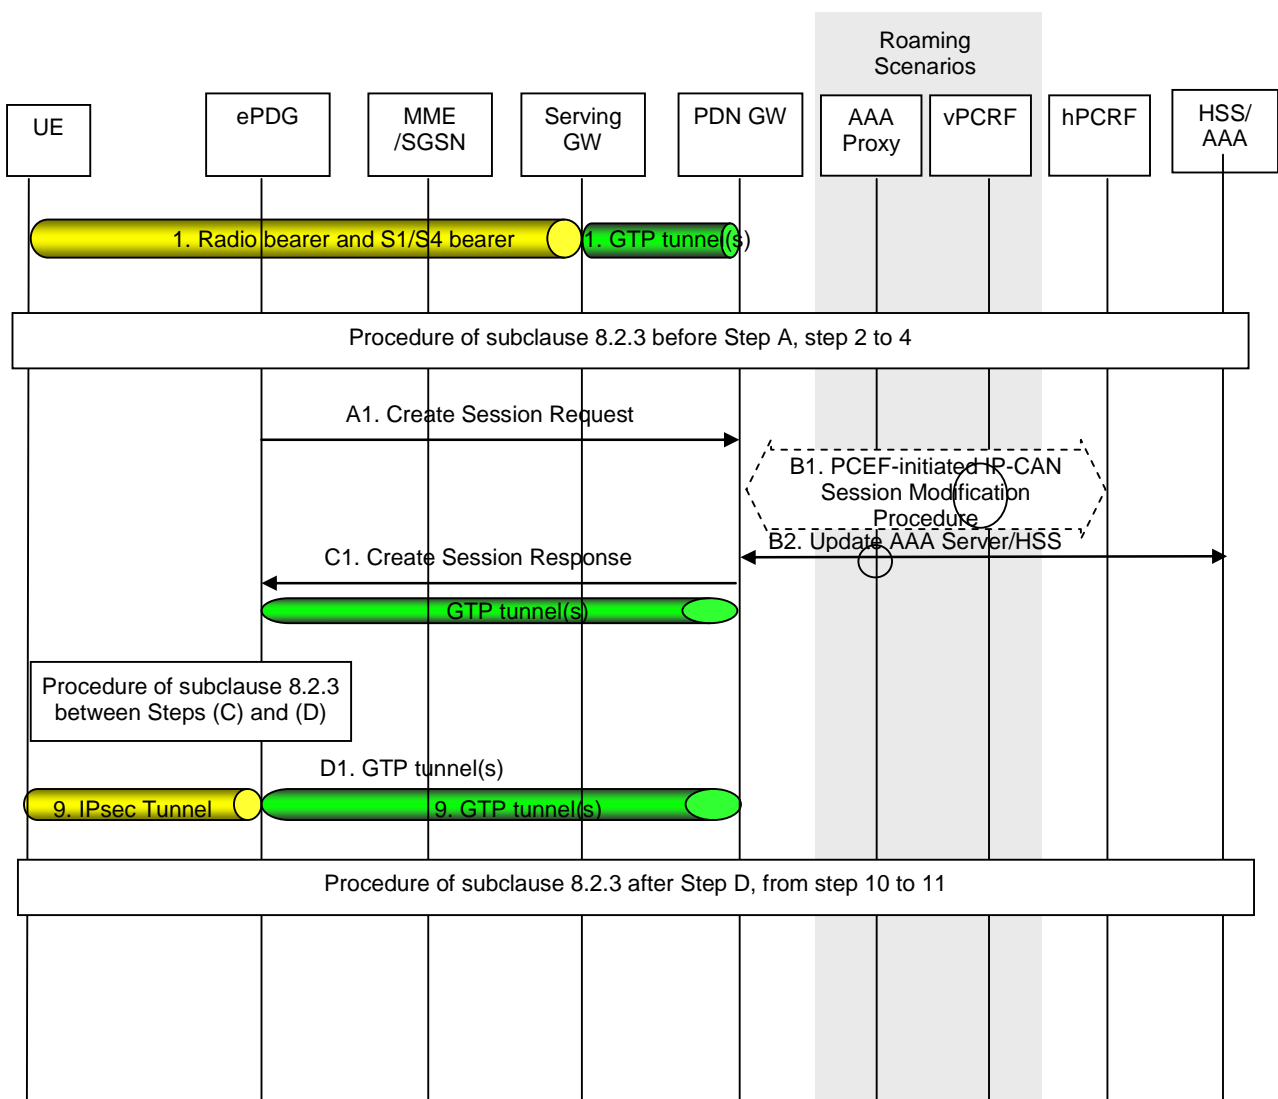 Roaming
Scenarios
UE
ePDG
MME
/SGSN
Serving
GW
PDN GW
AAA
Proxy
vPCRF
hPCRF
HSS/
AAA
1. Radio bearer and S1/S4 bearer
1. GTP tunnel(s)
Procedure of subclause 8.2.3 before Step A, step 2 to 4
A1. Create Session Request
B1. PCEF-initiated IP-CAN
Session Modification
Procedure
B2. Update AAA Server/HSS
C1. Create Session Response
GTP tunnel(s)
Procedure of subclause 8.2.3
between Steps (C) and (D)
D1. GTP tunnel(s)
9. IPsec Tunnel
9. GTP tunnel(s)
Procedure of subclause 8.2.3 after Step D, from step 10 to 11